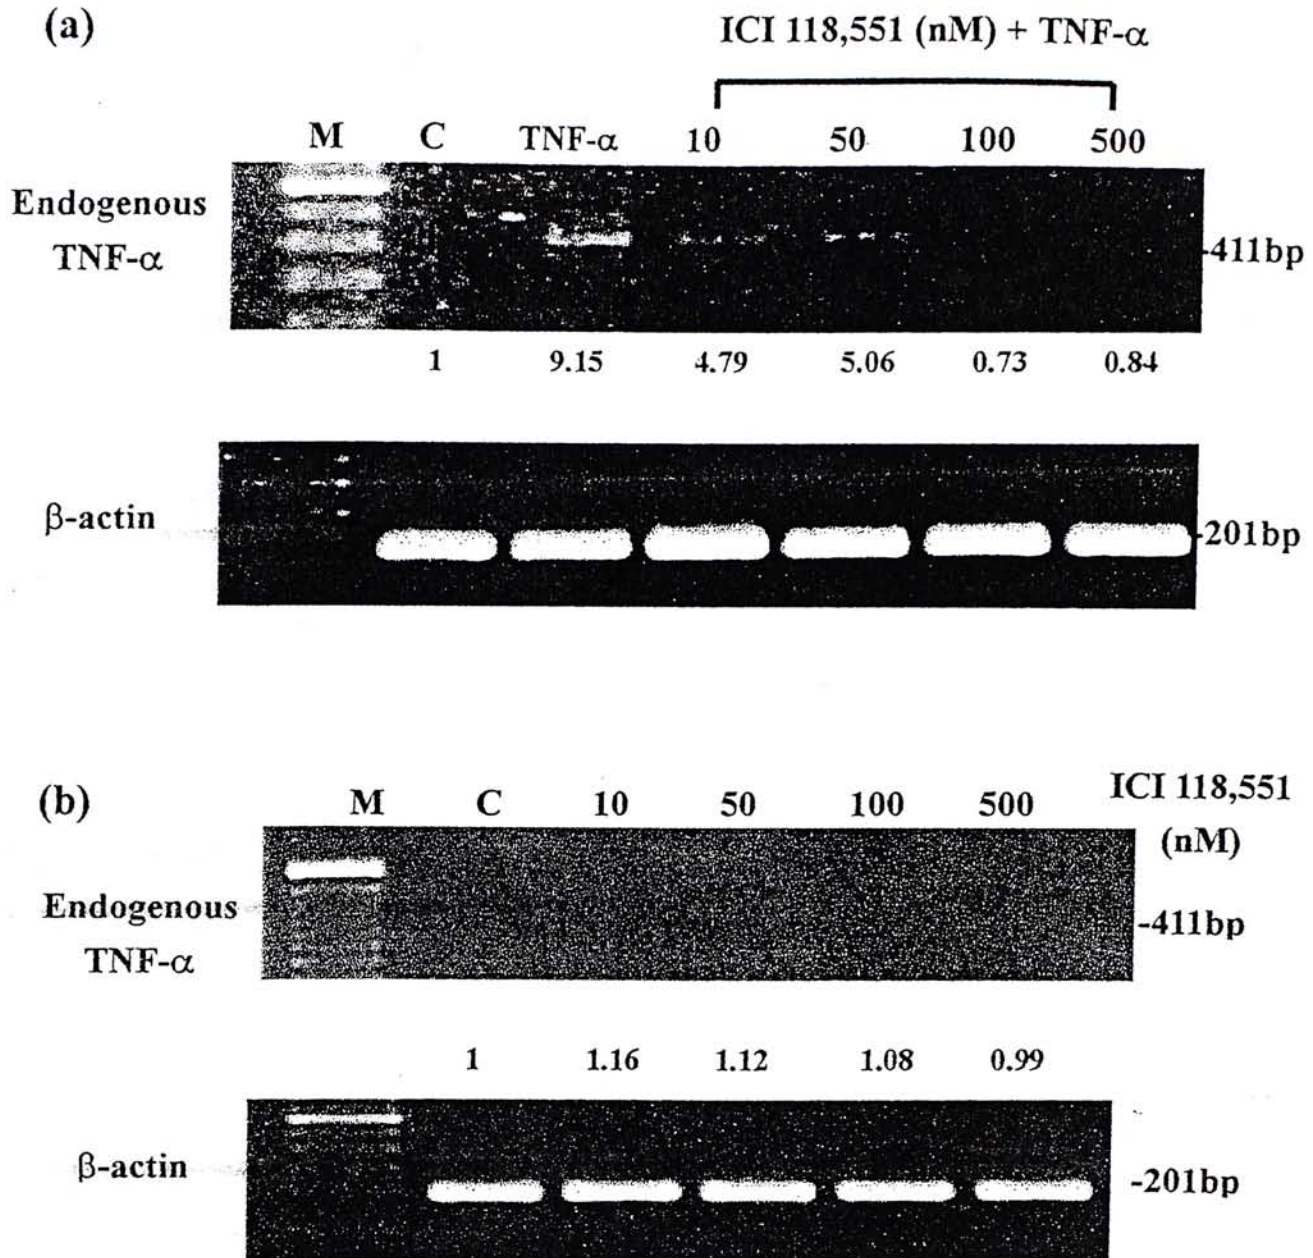 (a)
ICI 118,551 (nM) + TNF-α
M C TNF-α 10 50 100 500
Endogenous
TNF-α
-411bp
1 9.15 4.79 5.06 0.73 0.84
β-actin
-201bp
(b)
M C 10 50 100 500 ICI 118,551
(nM)
Endogenous
TNF-α
-411bp
1 1.16 1.12 1.08 0.99
β-actin
-201bp